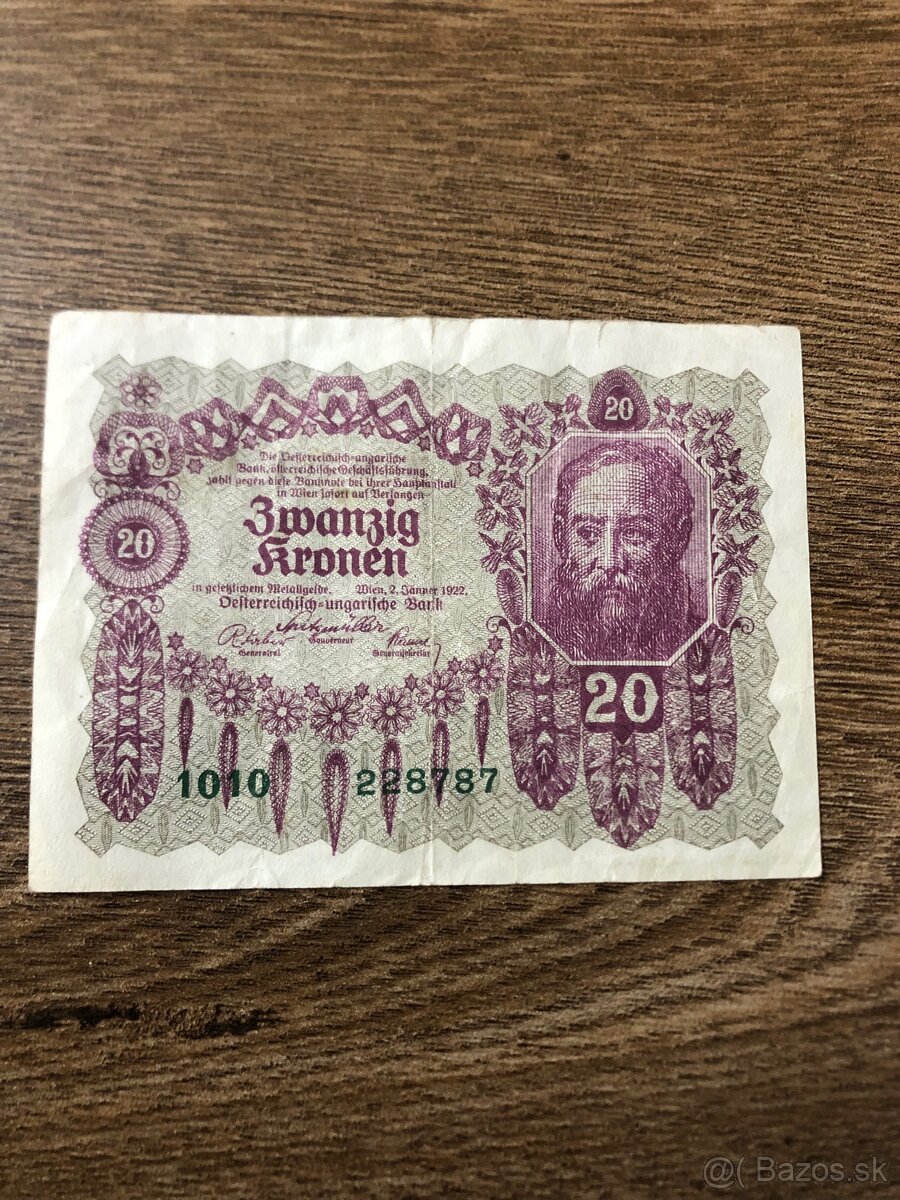 20
Die Oesterreichisch-ungarische
Bank, österreichische Geschäftsführung,
zahlt gegen diese Banknote bei ihrer Hauptanstalt
in Wien sofort auf Verlangen
Zwanzig
Kronen
20
in gesetzlichem Metallgelde. Wien, 2. Jänner 1922.
Oesterreichisch-ungarische Bank
Spitzmüller
Gouverneur
Generalrat
Generalsekretär
20
1010 228787
@( Bazos.sk